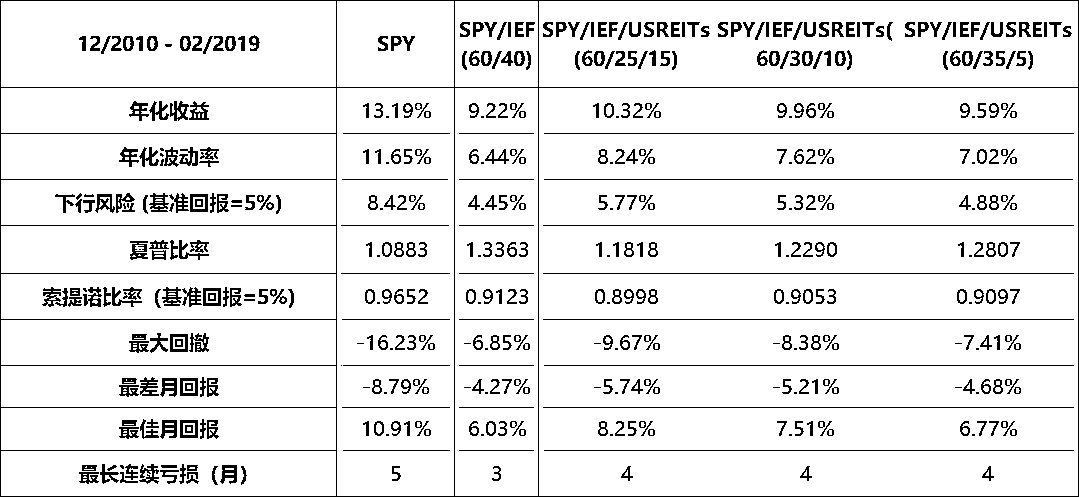 12/2010 - 02/2019 SPY SPY/IEF (60/40) SPY/IEF/USREITs (60/25/15) SPY/IEF/USREITs( 60/30/10) SPY/IEF/USREITs (60/35/5)
年化收益 13.19% 9.22% 10.32% 9.96% 9.59%
年化波动率 11.65% 6.44% 8.24% 7.62% 7.02%
下行风险 (基准回报=5%) 8.42% 4.45% 5.77% 5.32% 4.88%
夏普比率 1.0883 1.3363 1.1818 1.2290 1.2807
索提诺比率 (基准回报=5%) 0.9652 0.9123 0.8998 0.9053 0.9097
最大回撤 -16.23% -6.85% -9.67% -8.38% -7.41%
最差月回报 -8.79% -4.27% -5.74% -5.21% -4.68%
最佳月回报 10.91% 6.03% 8.25% 7.51% 6.77%
最长连续亏损 (月) 5 3 4 4 4